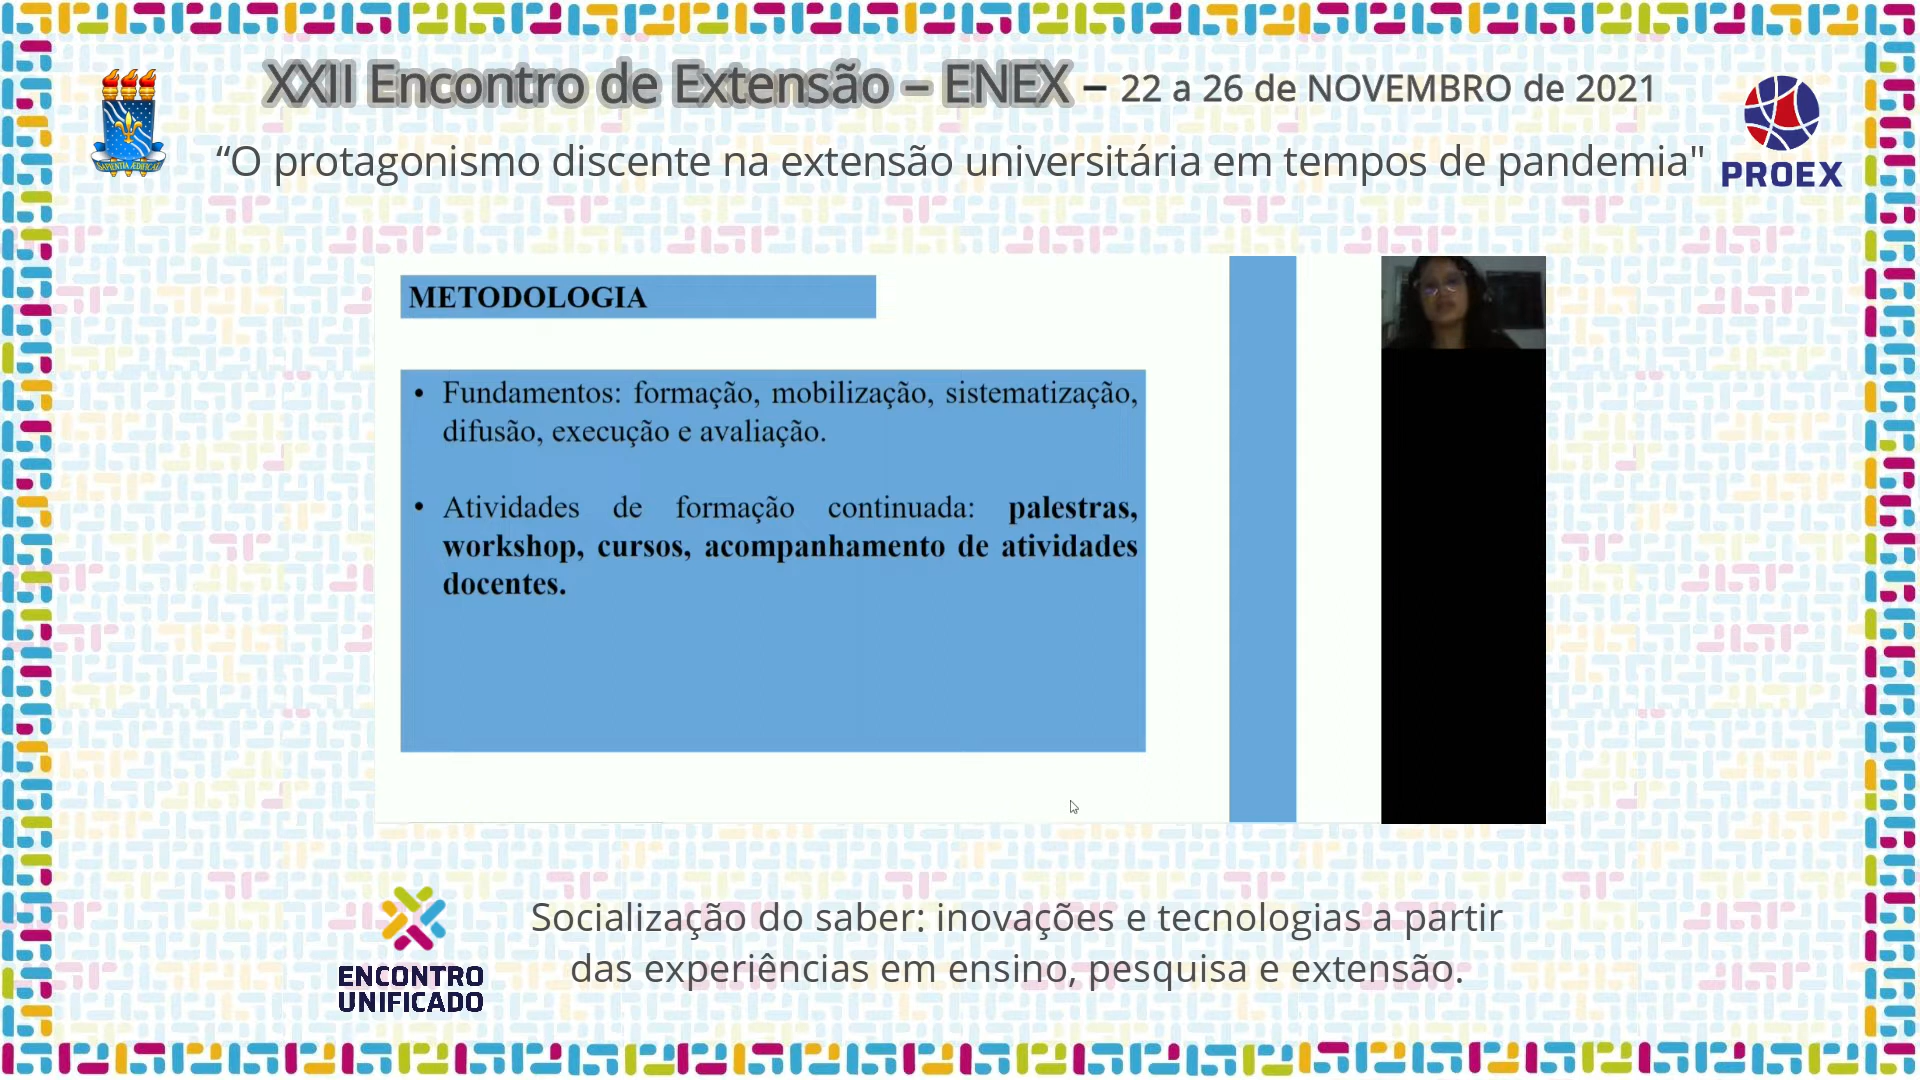 XXII Encontro de Extensão – ENEX – 22 a 26 de NOVEMBRO de 2021
“O protagonismo discente na extensão universitária em tempos de pandemia"
PROEX
METODOLOGIA
• Fundamentos: formação, mobilização, sistematização,
difusão, execução e avaliação.
• Atividades de formação continuada: palestras,
workshop, cursos, acompanhamento de atividades
docentes.
ENCONTRO
UNIFICADO
Socialização do saber: inovações e tecnologias a partir
das experiências em ensino, pesquisa e extensão.